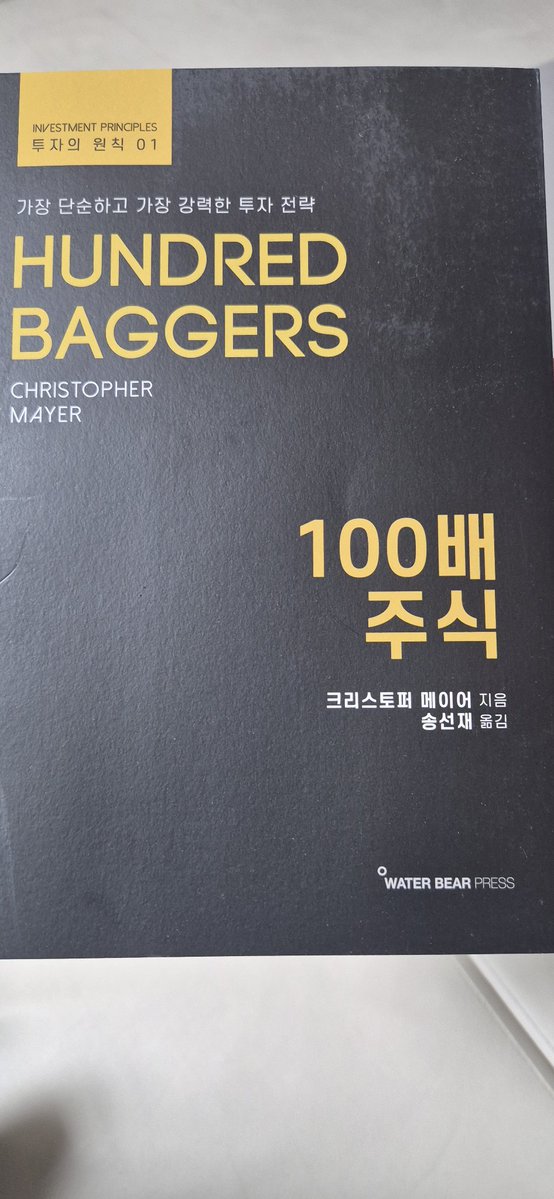 INVESTMENT PRINCIPLES
투자의 원칙 01
가장 단순하고 가장 강력한 투자 전략
HUNDRED
BAGGERS
CHRISTOPHER
MAYER
100배
주식
크리스토퍼 메이어 지음
송선재 옮김
WATER BEAR PRESS